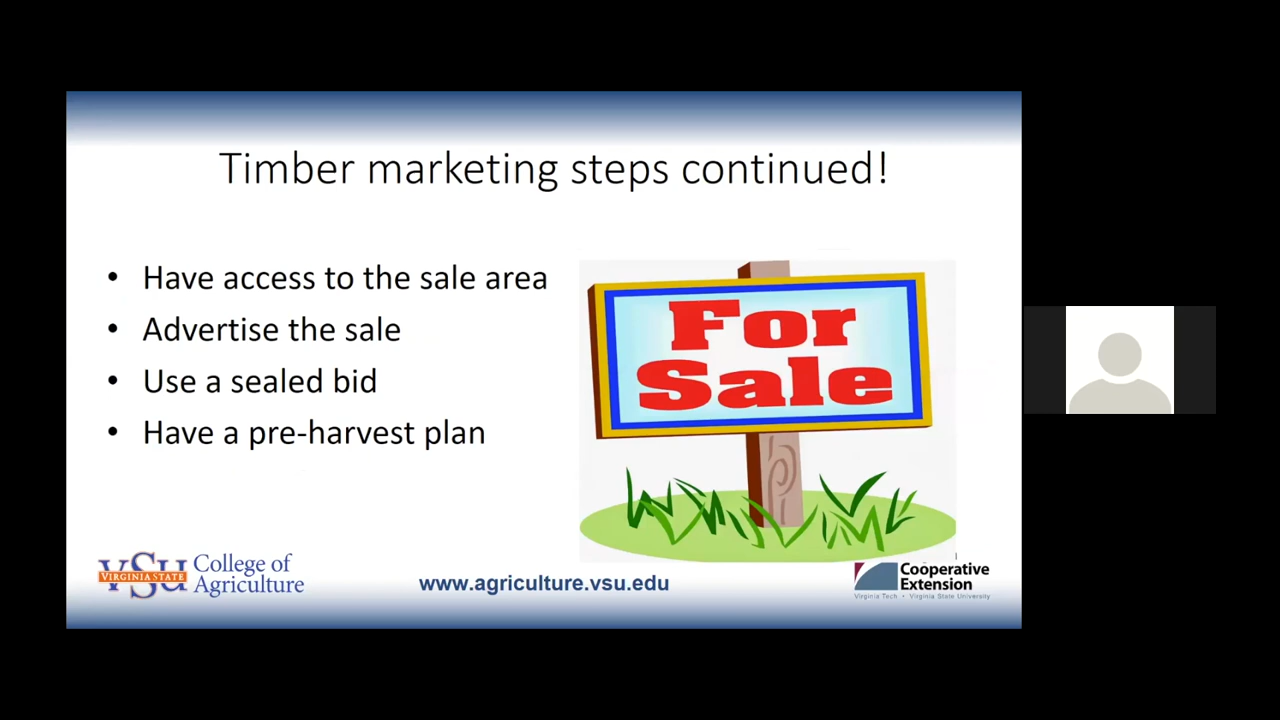 Timber marketing steps continued!
• Have access to the sale area
• Advertise the sale
• Use a sealed bid
• Have a pre-harvest plan
For
Sale
VSU
VIRGINIA STATE
College of
Agriculture
www.agriculture.vsu.edu
Cooperative
Extension
Virginia Tech • Virginia State University